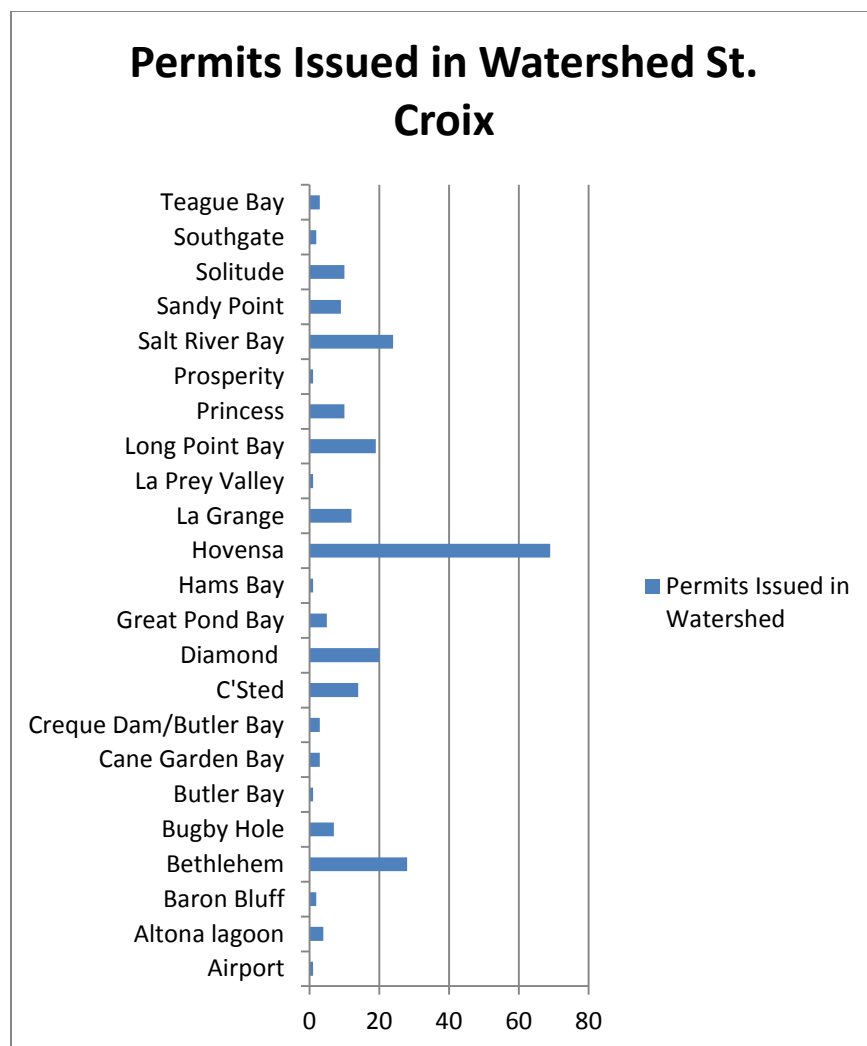 Permits Issued in Watershed St.
Croix
Teague Bay
Southgate
Solitude
Sandy Point
Salt River Bay
Prosperity
Princess
Long Point Bay
La Prey Valley
La Grange
Hovensa
Hams Bay
Great Pond Bay
Diamond
C'Sted
Creque Dam/Butler Bay
Cane Garden Bay
Butler Bay
Bugby Hole
Bethlehem
Baron Bluff
Altona lagoon
Airport
0 20 40 60 80
Permits Issued in
Watershed